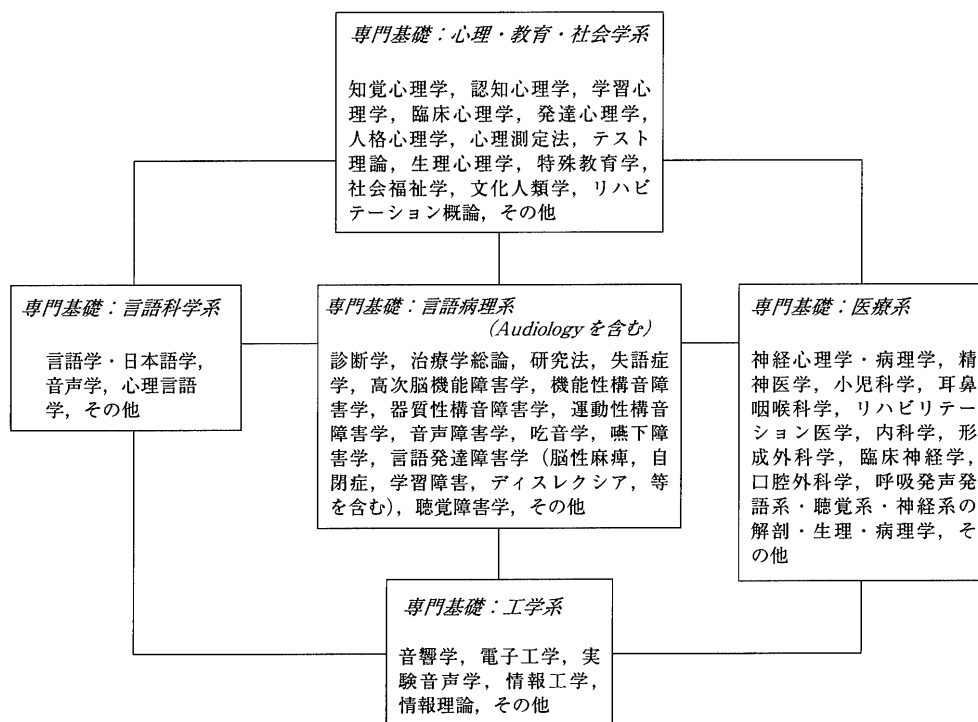 専門基礎：心理・教育・社会学系
知覚心理学，認知心理学，学習心
理学，臨床心理学，発達心理学，
人格心理学，心理測定法，テスト
理論，生理心理学，特殊教育学，
社会福祉学，文化人類学，リハビ
テーション概論，その他
専門基礎：言語科学系
言語学・日本語学，
音声学，心理言語
学，その他
専門基礎：言語病理系
(Audiologyを含む)
診断学，治療学総論，研究法，失語症
学，高次脳機能障害学，機能性構音障
害学，器質性構音障害学，運動性構音
障害学，音声障害学，吃音学，嚥下障
害学，言語発達障害学（脳性麻痺，自
閉症，学習障害，ディスレクシア，等
を含む），聴覚障害学，その他
専門基礎：医療系
神経心理学・病理学，精
神医学，小児科学，耳鼻
咽喉科学，リハビリテー
ション医学，内科学，形
成外科学，臨床神経学，
口腔外科学，呼吸発声発
語系・聴覚系・神経系の
解剖・生理・病理学，そ
の他
専門基礎：工学系
音響学，電子工学，実
験音声学，情報工学，
情報理論，その他